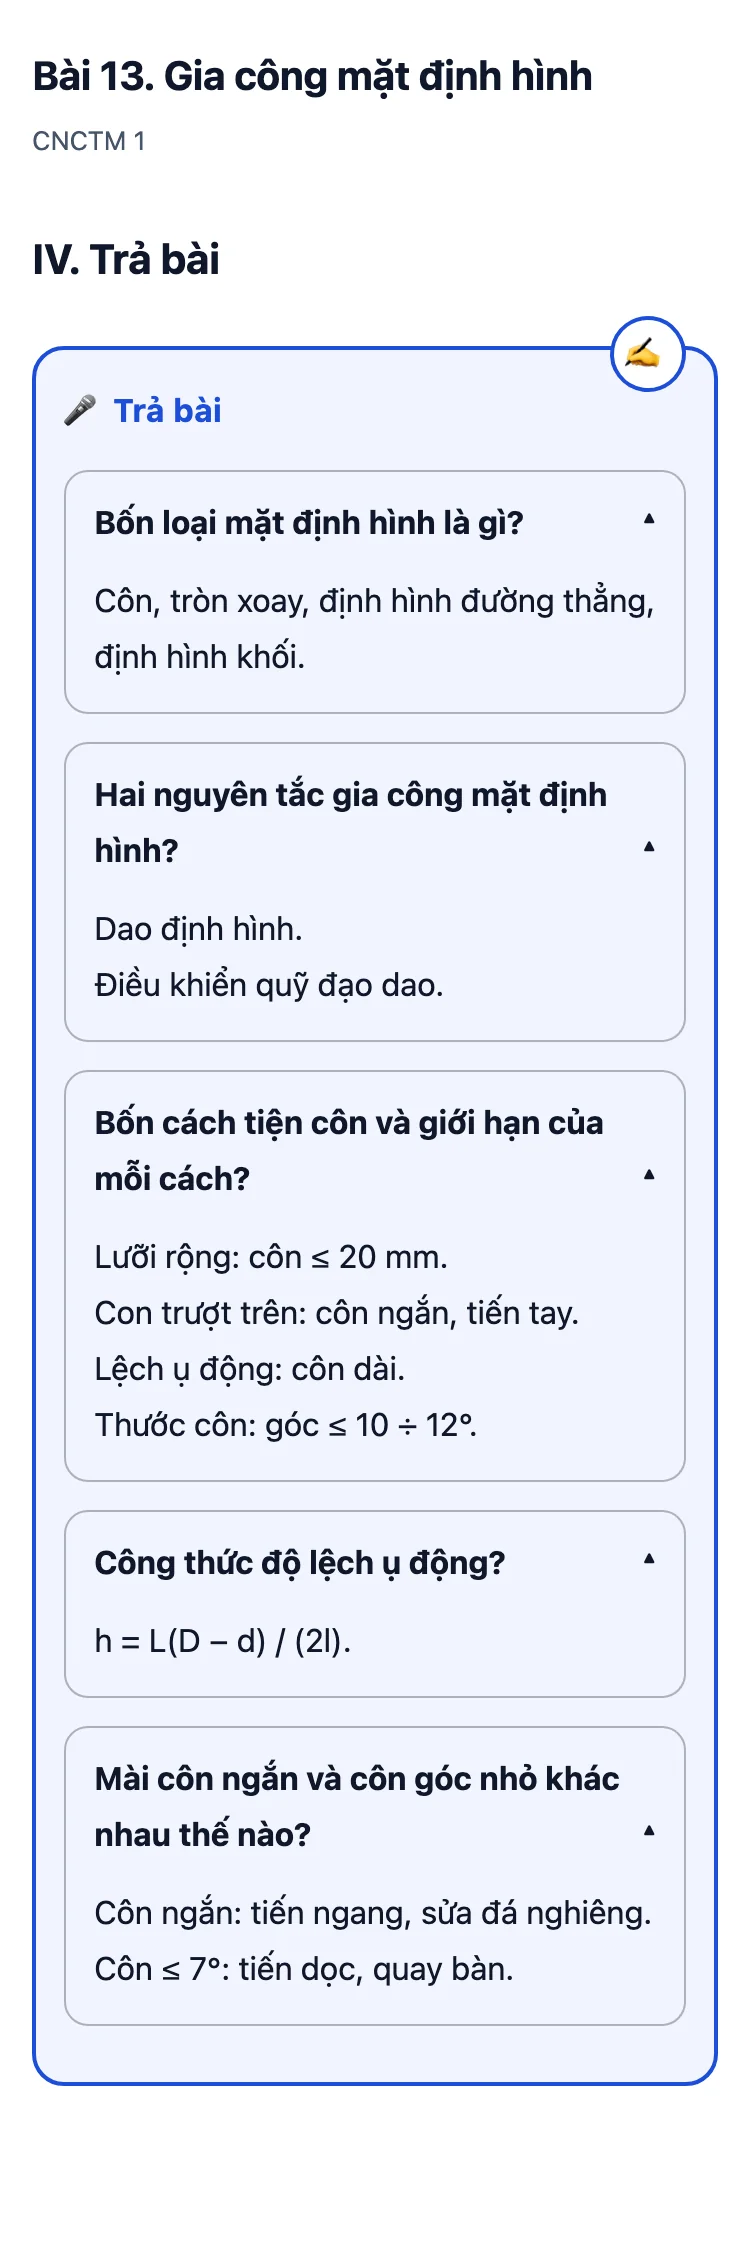 Bài 13. Gia công mặt định hình
CNCTM 1
IV. Trả bài
Trả bài
Bốn loại mặt định hình là gì?
Côn, tròn xoay, định hình đường thẳng,
định hình khối.
Hai nguyên tắc gia công mặt định
hình?
Dao định hình.
Điều khiển quỹ đạo dao.
Bốn cách tiện côn và giới hạn của
mỗi cách?
Lưỡi rộng: côn ≤ 20 mm.
Con trượt trên: côn ngắn, tiến tay.
Lệch ụ động: côn dài.
Thước côn: góc ≤ 10 ÷ 12°.
Công thức độ lệch ụ động?
h = L(D – d) / (2l).
Mài côn ngắn và côn góc nhỏ khác
nhau thế nào?
Côn ngắn: tiến ngang, sửa đá nghiêng.
Côn ≤ 7°: tiến dọc, quay bàn.